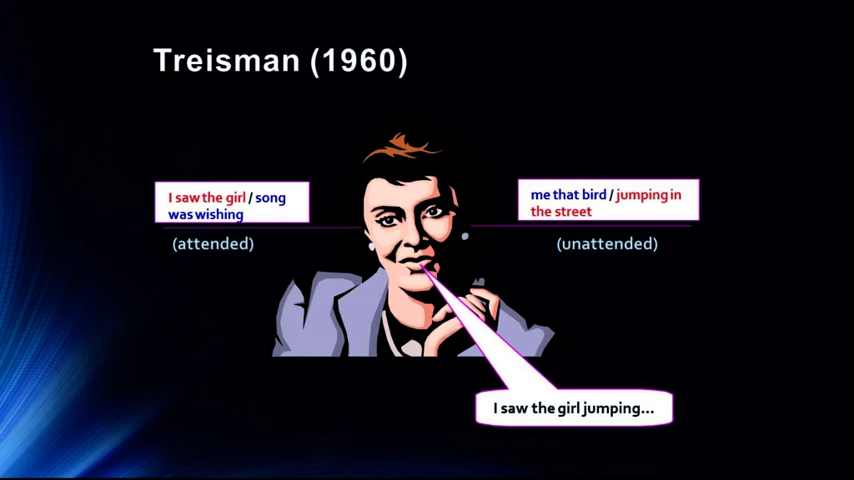 Treisman (1960)
I saw the girl / song
was wishing
(attended)
me that bird / jumping in
the street
(unattended)
I saw the girl jumping...